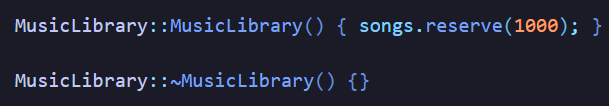 MusicLibrary::MusicLibrary() { songs.reserve(1000); }
MusicLibrary::~MusicLibrary() {}